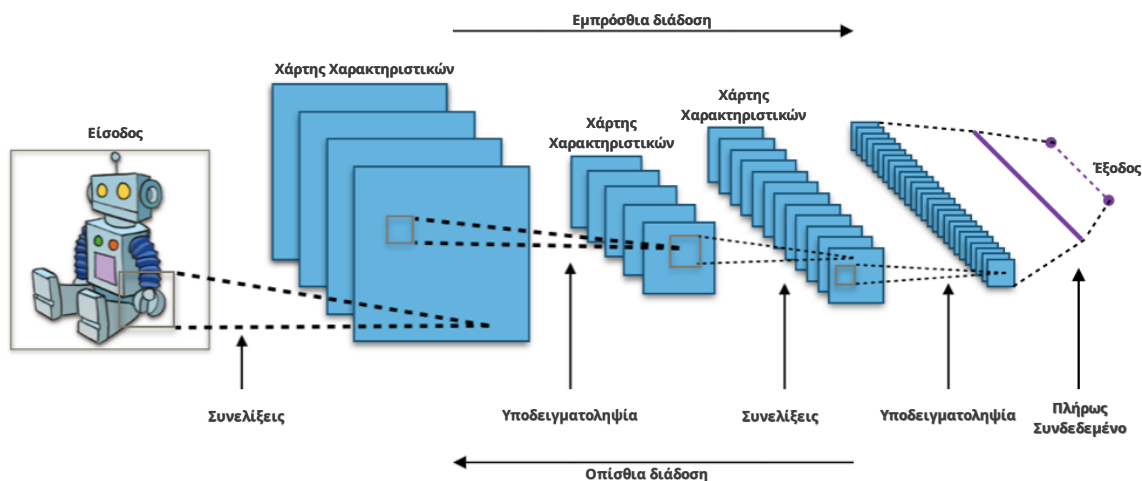 Εμπρόσθια διάδοση
Χάρτης Χαρακτηριστικών
Χάρτης
Χαρακτηριστικών
Χάρτης
Χαρακτηριστικών
Είσοδος
Έξοδος
Συνελίξεις
Υποδειγματοληψία
Συνελίξεις
Υποδειγματοληψία
Πλήρως
Συνδεδεμένο
Οπίσθια διάδοση